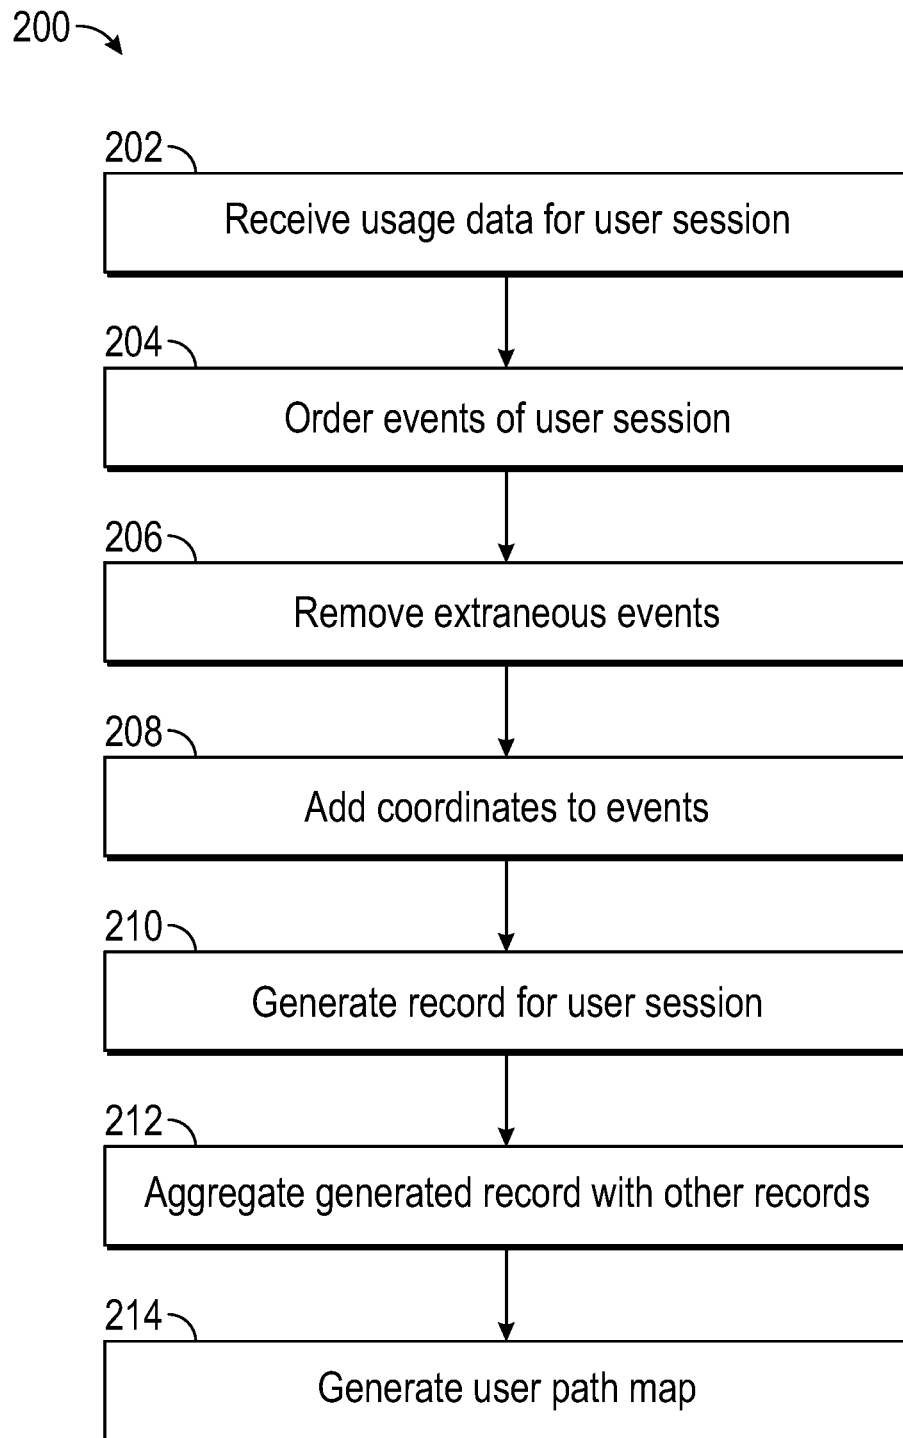 200
202
Receive usage data for user session
204
Order events of user session
206
Remove extraneous events
208
Add coordinates to events
210
Generate record for user session
212
Aggregate generated record with other records
214
Generate user path map